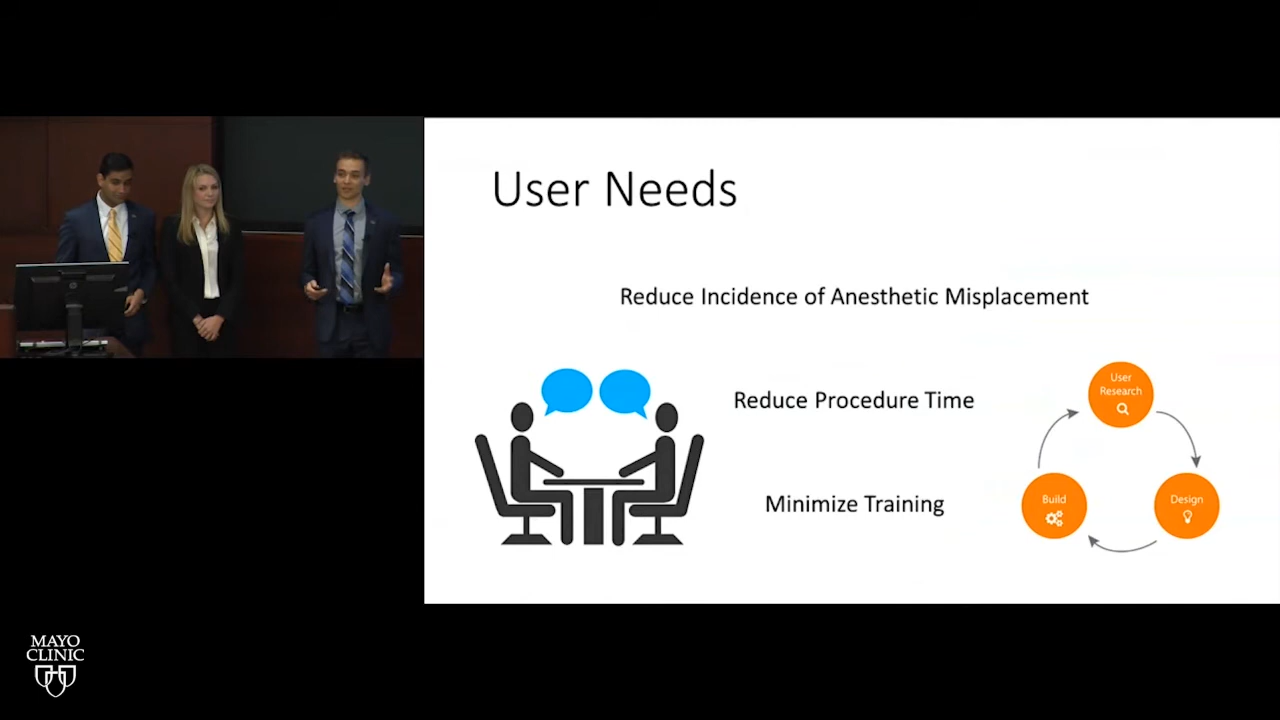 User Needs
Reduce Incidence of Anesthetic Misplacement
Reduce Procedure Time
Minimize Training
User
Research
Design
Build
MAYO
CLINIC